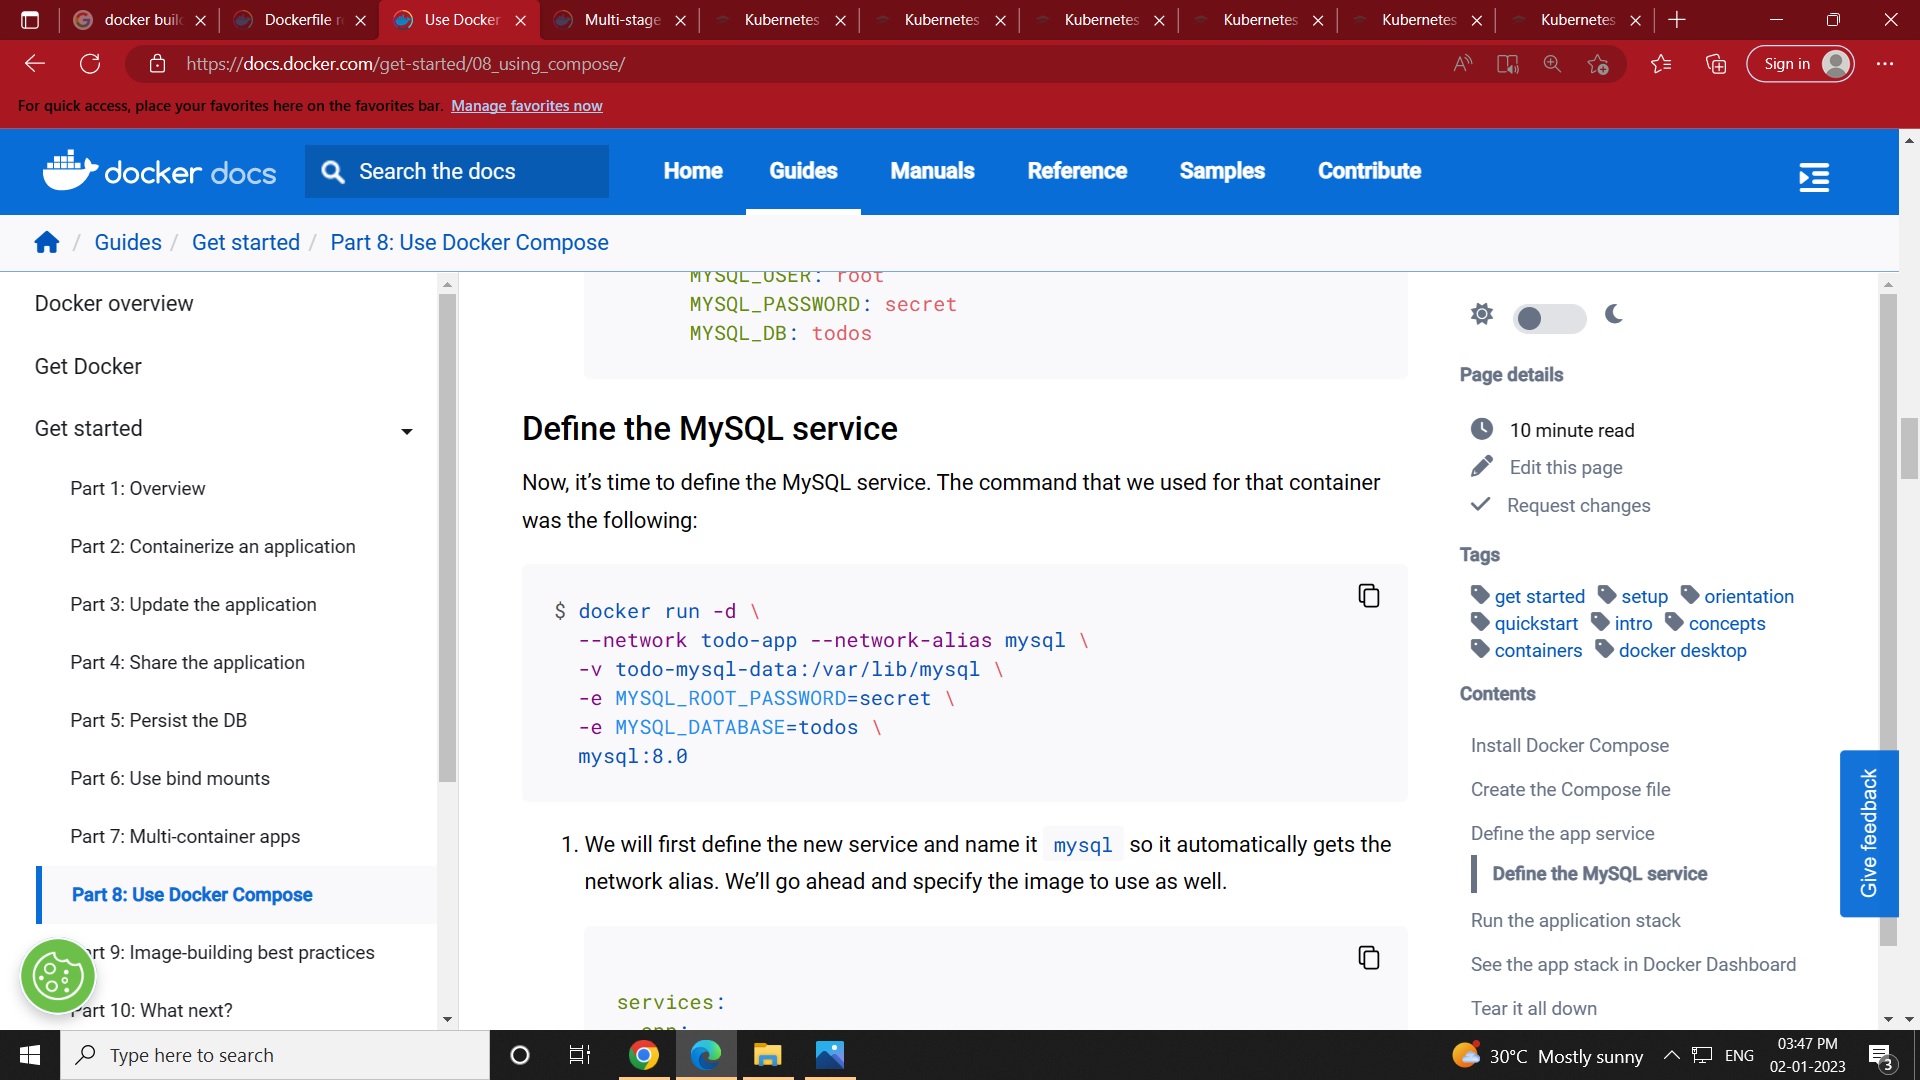 docker buil
Dockerfile r
Use Docker
Multi-stage
Kubernetes
Kubernetes
Kubernetes
Kubernetes
Kubernetes
Kubernetes
https://docs.docker.com/get-started/08_using_compose/
Sign in
For quick access, place your favorites here on the favorites bar. Manage favorites now
docker docs
Search the docs
Home
Guides
Manuals
Reference
Samples
Contribute
/ Guides / Get started / Part 8: Use Docker Compose
Docker overview
Get Docker
Get started
Part 1: Overview
Part 2: Containerize an application
Part 3: Update the application
Part 4: Share the application
Part 5: Persist the DB
Part 6: Use bind mounts
Part 7: Multi-container apps
Part 8: Use Docker Compose
art 9: Image-building best practices
art 10: What next?
MYSQL_USER: root
MYSQL_PASSWORD: secret
MYSQL_DB: todos
Define the MySQL service
Now, it’s time to define the MySQL service. The command that we used for that container
was the following:
$ docker run -d \
--network todo-app --network-alias mysql \
-v todo-mysql-data:/var/lib/mysql \
-e MYSQL_ROOT_PASSWORD=secret \
-e MYSQL_DATABASE=todos \
mysql:8.0
1. We will first define the new service and name it mysql so it automatically gets the
network alias. We’ll go ahead and specify the image to use as well.
services:
app:
Page details
10 minute read
Edit this page
Request changes
Tags
get started setup orientation
quickstart intro concepts
containers docker desktop
Contents
Install Docker Compose
Create the Compose file
Define the app service
Define the MySQL service
Run the application stack
See the app stack in Docker Dashboard
Tear it all down
Give feedback
Type here to search
30°C Mostly sunny
ENG
03:47 PM
02-01-2023
3